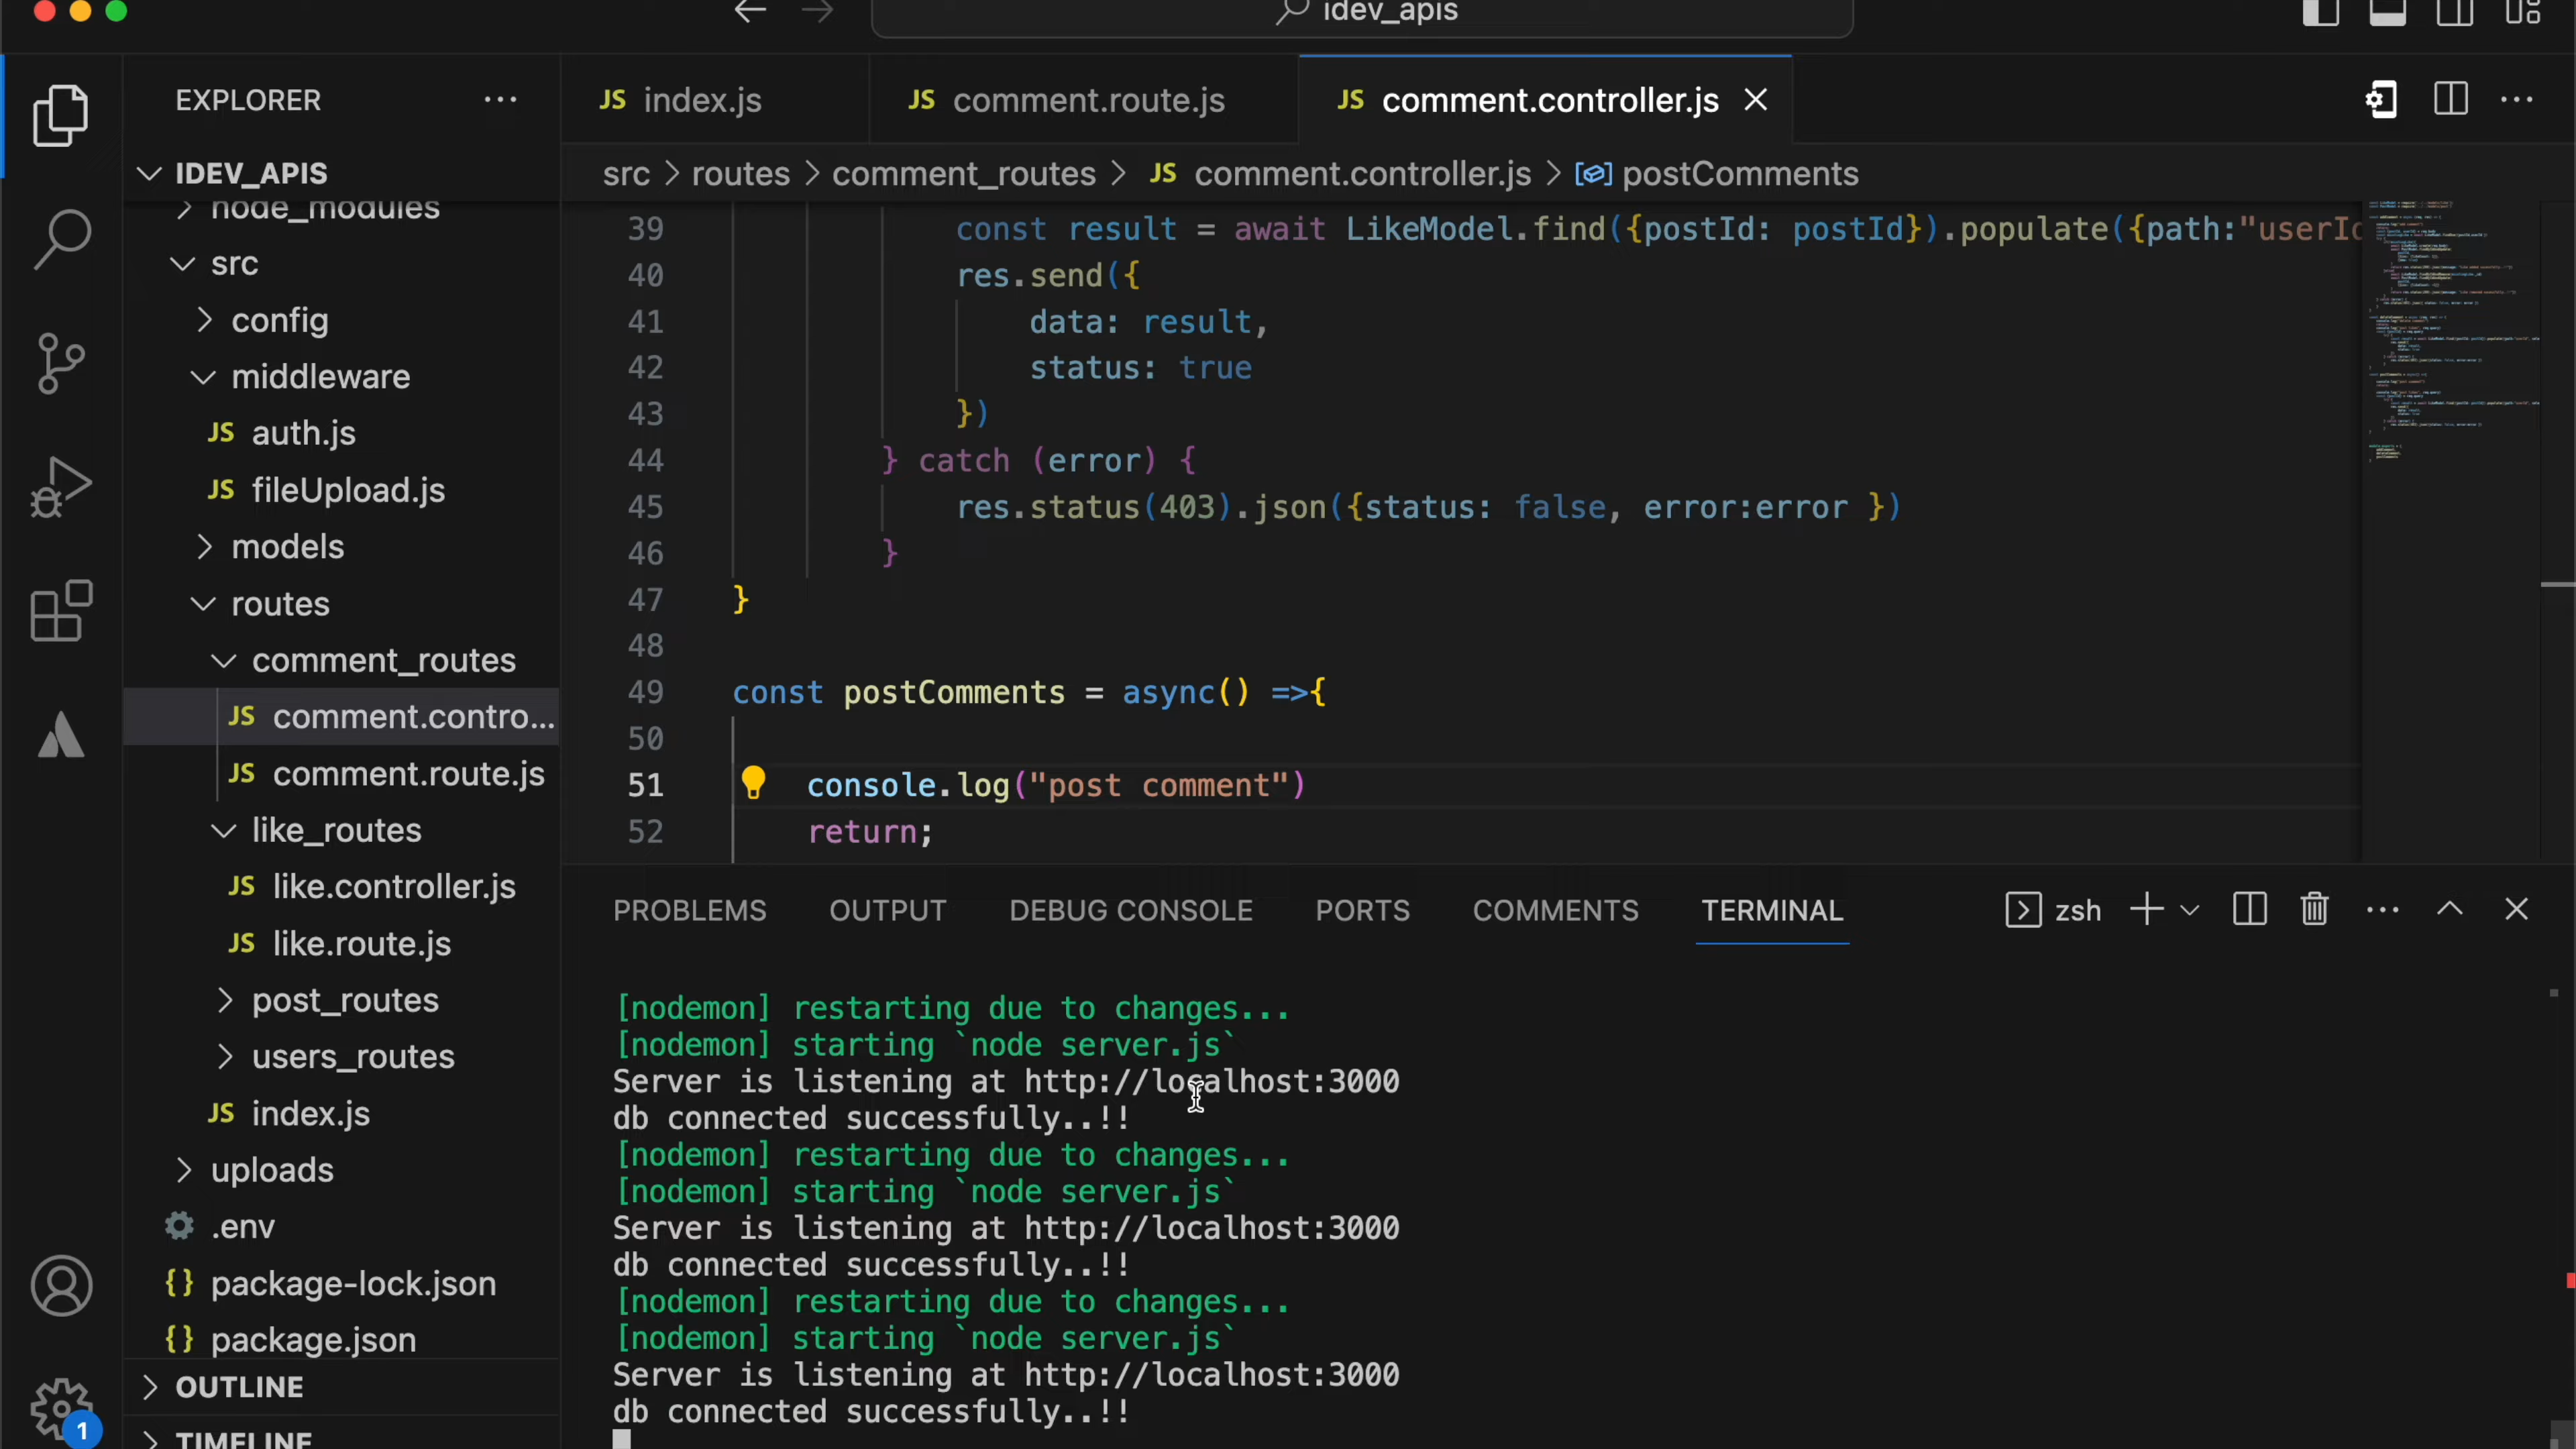 idev_apis
EXPLORER
JS index.js
JS comment.route.js
JS comment.controller.js
IDEV_APIS
src > routes > comment_routes > JS comment.controller.js > postComments
node_modules
src
config
middleware
JS auth.js
JS fileUpload.js
models
routes
comment_routes
JS comment.contro...
JS comment.route.js
like_routes
JS like.controller.js
JS like.route.js
post_routes
users_routes
JS index.js
uploads
.env
{} package-lock.json
{} package.json
OUTLINE
TIMELINE
1
39 const result = await LikeModel.find({postId: postId}).populate({path:"userId
40 res.send({
41 data: result,
42 status: true
43 })
44 } catch (error) {
45 res.status(403).json({status: false, error:error })
46 }
47 }
48
49 const postComments = async() =>{
50
51 console.log("post comment")
52 return;
PROBLEMS OUTPUT DEBUG CONSOLE PORTS COMMENTS TERMINAL zsh
[nodemon] restarting due to changes...
[nodemon] starting `node server.js`
Server is listening at http://localhost:3000
db connected successfully..!!
[nodemon] restarting due to changes...
[nodemon] starting `node server.js`
Server is listening at http://localhost:3000
db connected successfully..!!
[nodemon] restarting due to changes...
[nodemon] starting `node server.js`
Server is listening at http://localhost:3000
db connected successfully..!!